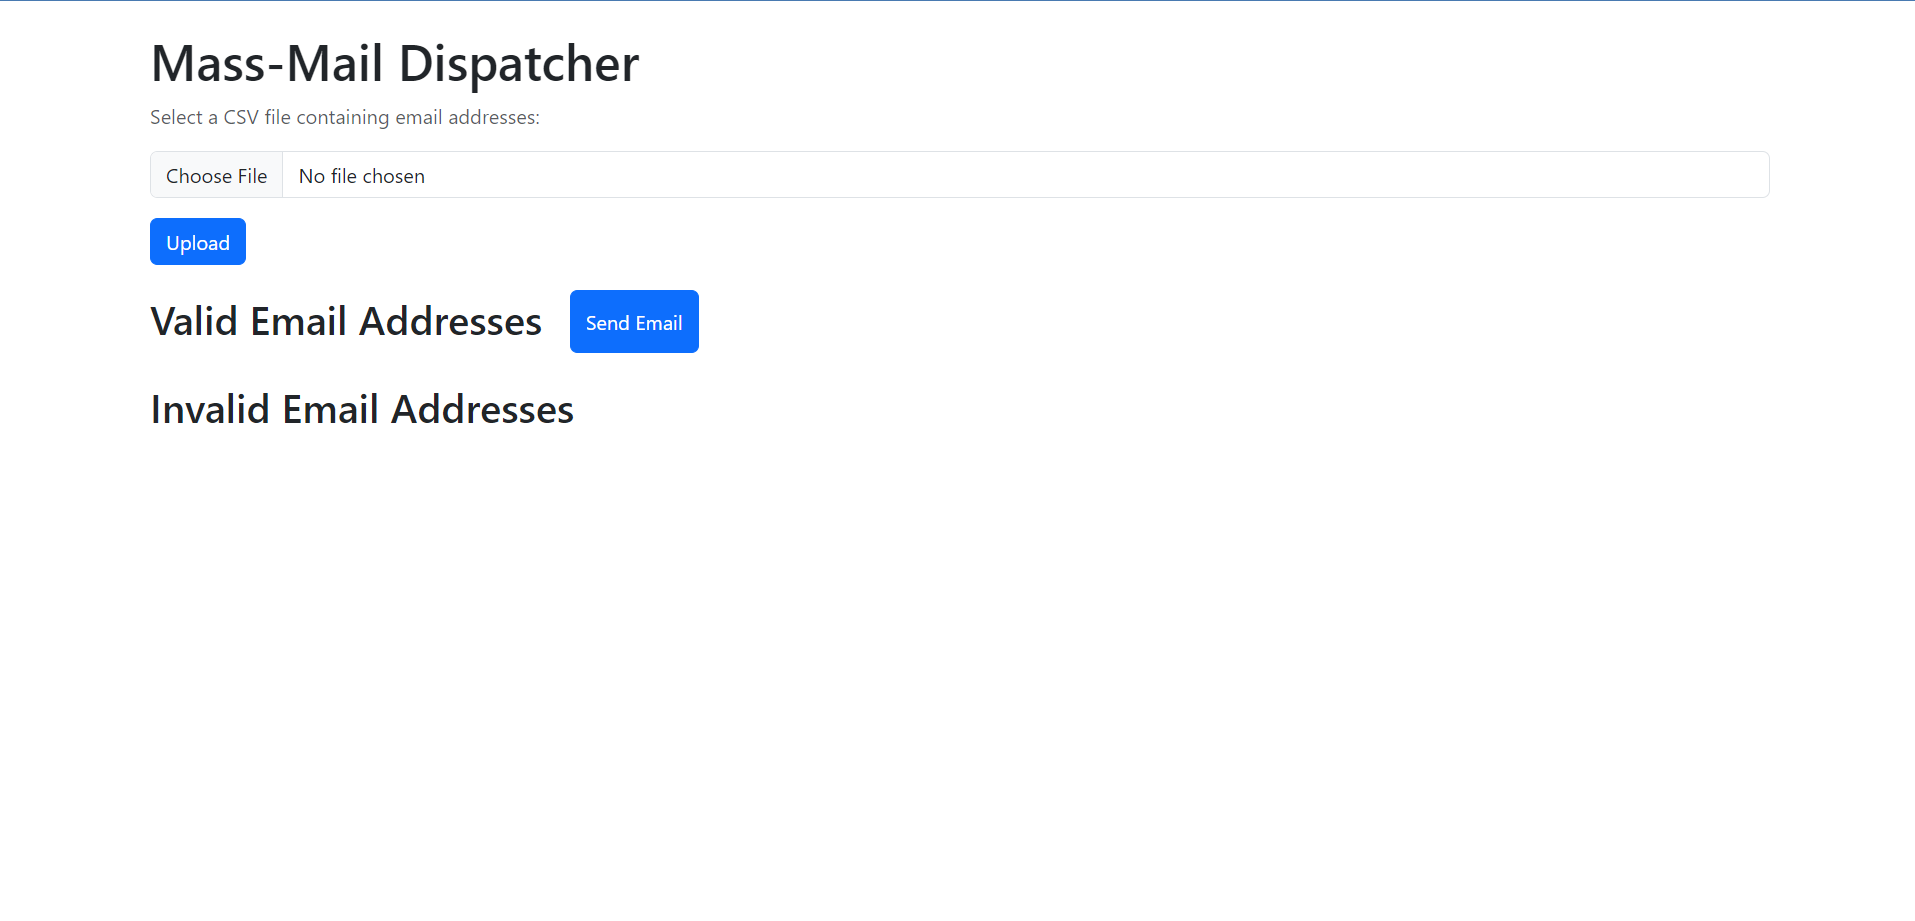 Mass-Mail Dispatcher
Select a CSV file containing email addresses:
Choose File No file chosen
Upload
Valid Email Addresses Send Email
Invalid Email Addresses